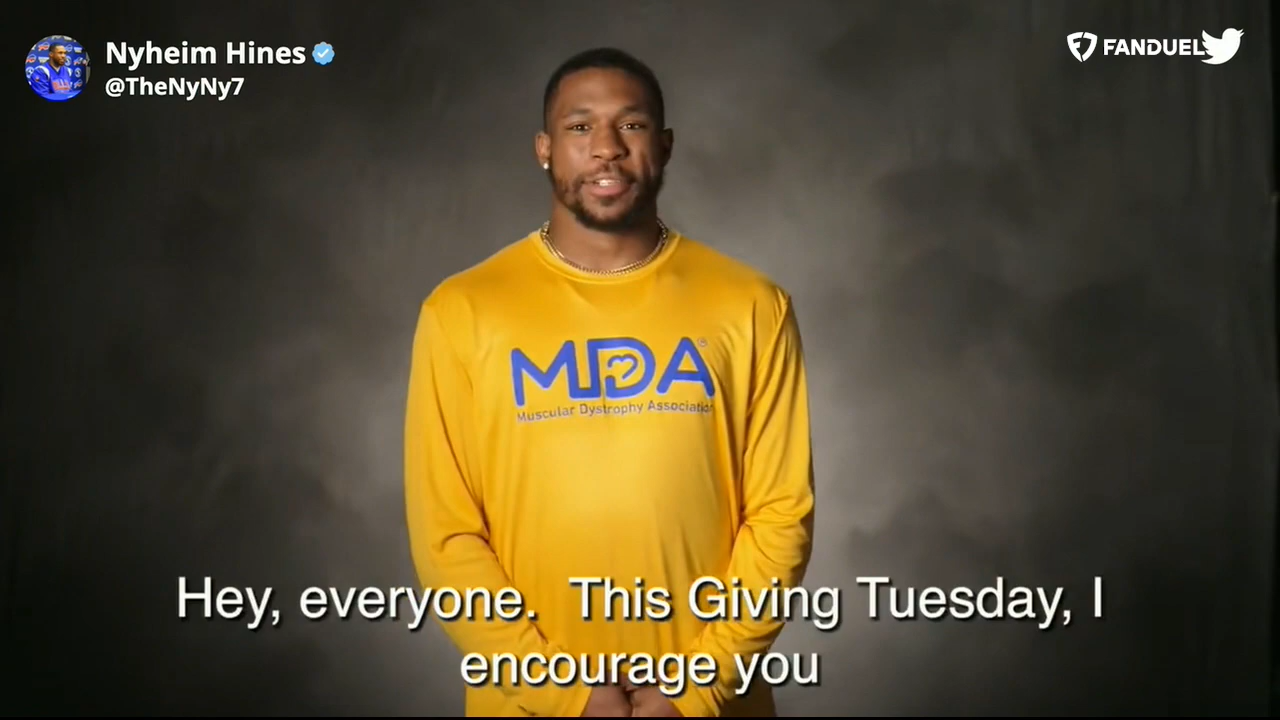 Nyheim Hines
@TheNyNy7
FANDUEL
MDA
Muscular Dystrophy Association
Hey, everyone. This Giving Tuesday, I
encourage you